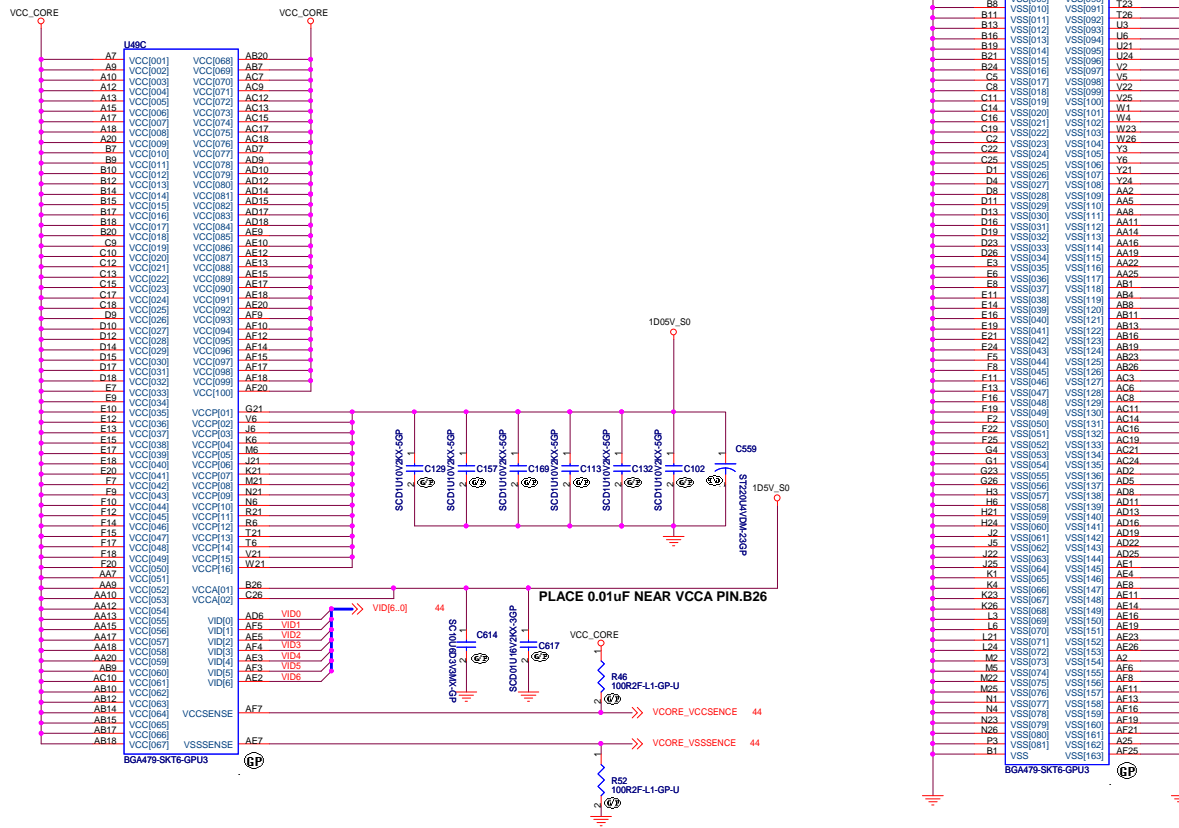 VCC_CORE VCC_CORE
U49C
A7 VCC[001] VCC[068] AB20
A9 VCC[002] VCC[069] AB7
A10 VCC[003] VCC[070] AC7
A12 VCC[004] VCC[071] AC9
A13 VCC[005] VCC[072] AC12
A15 VCC[006] VCC[073] AC13
A17 VCC[007] VCC[074] AC15
A18 VCC[008] VCC[075] AC17
A20 VCC[009] VCC[076] AC18
B7 VCC[010] VCC[077] AD7
B9 VCC[011] VCC[078] AD9
B10 VCC[012] VCC[079] AD10
B12 VCC[013] VCC[080] AD12
B14 VCC[014] VCC[081] AD14
B15 VCC[015] VCC[082] AD15
B17 VCC[016] VCC[083] AD17
B18 VCC[017] VCC[084] AD18
B20 VCC[018] VCC[085] AE9
C9 VCC[019] VCC[086] AE10
C10 VCC[020] VCC[087] AE12
C12 VCC[021] VCC[088] AE13
C13 VCC[022] VCC[089] AE15
C15 VCC[023] VCC[090] AE17
C17 VCC[024] VCC[091] AE18
C18 VCC[025] VCC[092] AE20
D9 VCC[026] VCC[093] AF9
D10 VCC[027] VCC[094] AF10
D12 VCC[028] VCC[095] AF12
D14 VCC[029] VCC[096] AF14
D15 VCC[030] VCC[097] AF15
D17 VCC[031] VCC[098] AF17
D18 VCC[032] VCC[099] AF18
E7 VCC[033] VCC[100] AF20
E9 VCC[034]
E10 VCC[035] VCCP[01] G21
E12 VCC[036] VCCP[02] V6
E13 VCC[037] VCCP[03] J6
E15 VCC[038] VCCP[04] K6
E17 VCC[039] VCCP[05] M6
E18 VCC[040] VCCP[06] J21
E20 VCC[041] VCCP[07] K21
F7 VCC[042] VCCP[08] M21
F9 VCC[043] VCCP[09] N21
F10 VCC[044] VCCP[10] N6
F12 VCC[045] VCCP[11] R21
F14 VCC[046] VCCP[12] R6
F15 VCC[047] VCCP[13] T21
F17 VCC[048] VCCP[14] T6
F18 VCC[049] VCCP[15] V21
F20 VCC[050] VCCP[16] W21
AA7 VCC[051]
AA9 VCC[052] VCCA[01] B26
AA10 VCC[053] VCCA[02] C26
AA12 VCC[054]
AA13 VCC[055] VID[0] AD6 VID0
AA15 VCC[056] VID[1] AF5 VID1
AA17 VCC[057] VID[2] AE5 VID2
AA18 VCC[058] VID[3] AF4 VID3
AA20 VCC[059] VID[4] AE3 VID4
AB9 VCC[060] VID[5] AF3 VID5
AC10 VCC[061] VID[6] AE2 VID6
AB10 VCC[062]
AB12 VCC[063]
AB14 VCC[064] VCCSENSE AF7
AB15 VCC[065]
AB17 VCC[066]
AB18 VCC[067] VSSSENSE AE7
BGA479-SKT6-GPU3
GP
VID[6..0] 44
1D05V_S0
SCD1U10V2KX-5GP 1 2 C129 GP
SCD1U10V2KX-5GP 1 2 C157 GP
SCD1U10V2KX-5GP 1 2 C169 GP
SCD1U10V2KX-5GP 1 2 C113 GP
SCD1U10V2KX-5GP 1 2 C132 GP
SCD1U10V2KX-5GP 1 2 C102 GP
C559 1 2 GP
ST220U4VDM-23GP
1D5V_S0
PLACE 0.01uF NEAR VCCA PIN.B26
SC10U6D3V3MX-GP 1 2 C614 GP
SCD01U16V2KX-3GP 1 2 C617 GP
VCC_CORE
1 R46
100R2F-L1-GP-U
2 GP
VCORE_VCCSENCE 44
VCORE_VSSSENCE 44
1 R52
100R2F-L1-GP-U
2 GP
B8 VSS[010] VSS[091] T23
B11 VSS[011] VSS[092] T26
B13 VSS[012] VSS[093] U3
B16 VSS[013] VSS[094] U6
B19 VSS[014] VSS[095] U21
B21 VSS[015] VSS[096] U24
B24 VSS[016] VSS[097] V2
C5 VSS[017] VSS[098] V5
C8 VSS[018] VSS[099] V22
C11 VSS[019] VSS[100] V25
C14 VSS[020] VSS[101] W1
C16 VSS[021] VSS[102] W4
C19 VSS[022] VSS[103] W23
C2 VSS[023] VSS[104] W26
C22 VSS[024] VSS[105] Y3
C25 VSS[025] VSS[106] Y6
D1 VSS[026] VSS[107] Y21
D4 VSS[027] VSS[108] Y24
D8 VSS[028] VSS[109] AA2
D11 VSS[029] VSS[110] AA5
D13 VSS[030] VSS[111] AA8
D16 VSS[031] VSS[112] AA11
D19 VSS[032] VSS[113] AA14
D23 VSS[033] VSS[114] AA16
D26 VSS[034] VSS[115] AA19
E3 VSS[035] VSS[116] AA22
E6 VSS[036] VSS[117] AA25
E8 VSS[037] VSS[118] AB1
E11 VSS[038] VSS[119] AB4
E14 VSS[039] VSS[120] AB8
E16 VSS[040] VSS[121] AB11
E19 VSS[041] VSS[122] AB13
E21 VSS[042] VSS[123] AB16
E24 VSS[043] VSS[124] AB19
F5 VSS[044] VSS[125] AB23
F8 VSS[045] VSS[126] AB26
F11 VSS[046] VSS[127] AC3
F13 VSS[047] VSS[128] AC6
F16 VSS[048] VSS[129] AC8
F19 VSS[049] VSS[130] AC11
F2 VSS[050] VSS[131] AC14
F22 VSS[051] VSS[132] AC16
F25 VSS[052] VSS[133] AC19
G4 VSS[053] VSS[134] AC21
G1 VSS[054] VSS[135] AC24
G23 VSS[055] VSS[136] AD2
G26 VSS[056] VSS[137] AD5
H3 VSS[057] VSS[138] AD8
H6 VSS[058] VSS[139] AD11
H21 VSS[059] VSS[140] AD13
H24 VSS[060] VSS[141] AD16
J2 VSS[061] VSS[142] AD19
J5 VSS[062] VSS[143] AD22
J22 VSS[063] VSS[144] AD25
J25 VSS[064] VSS[145] AE1
K1 VSS[065] VSS[146] AE4
K4 VSS[066] VSS[147] AE8
K23 VSS[067] VSS[148] AE11
K26 VSS[068] VSS[149] AE14
L3 VSS[069] VSS[150] AE16
L6 VSS[070] VSS[151] AE19
L21 VSS[071] VSS[152] AE23
L24 VSS[072] VSS[153] AE26
M2 VSS[073] VSS[154] A2
M5 VSS[074] VSS[155] AF6
M22 VSS[075] VSS[156] AF8
M25 VSS[076] VSS[157] AF11
N1 VSS[077] VSS[158] AF13
N4 VSS[078] VSS[159] AF16
N23 VSS[079] VSS[160] AF19
N26 VSS[080] VSS[161] AF21
P3 VSS[081] VSS[162] A25
B1 VSS VSS[163] AF25
BGA479-SKT6-GPU3
GP